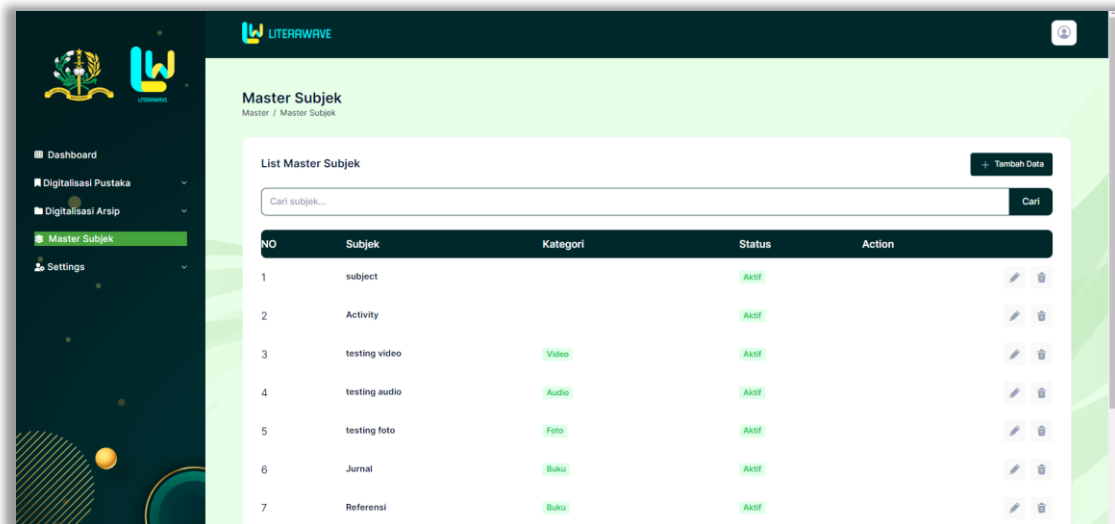 LITERAWAVE
LITERAWAVE
Dashboard
Digitalisasi Pustaka
Digitalisasi Arsip
Master Subjek
Settings
Master Subjek
Master / Master Subjek
List Master Subjek
+ Tambah Data
Cari subjek...
Cari
NO Subjek Kategori Status Action
1 subject Aktif
2 Activity Aktif
3 testing video Video Aktif
4 testing audio Audio Aktif
5 testing foto Foto Aktif
6 Jurnal Buku Aktif
7 Referensi Buku Aktif